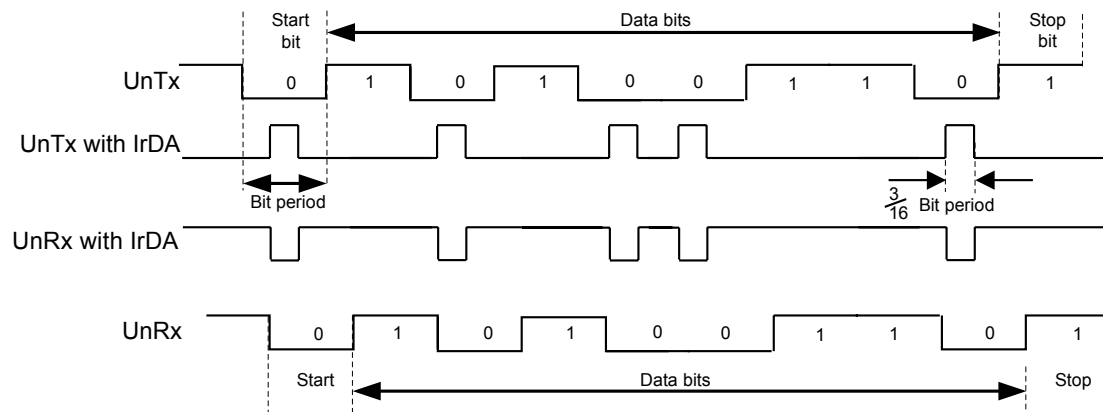 Start
bit
Data bits
Stop
bit
UnTx
0 1 0 1 0 0 1 1 0 1
UnTx with IrDA
Bit period
3/16 Bit period
UnRx with IrDA
UnRx
0 1 0 1 0 0 1 1 0 1
Start
Data bits
Stop